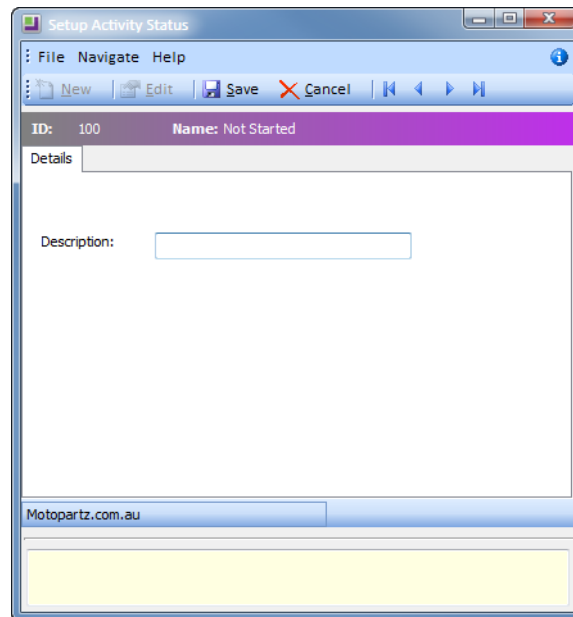 Setup Activity Status
File Navigate Help
New Edit Save Cancel
ID: 100 Name: Not Started
Details
Description:
Motopartz.com.au